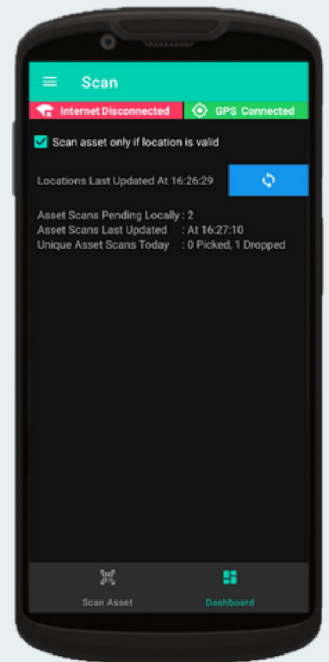 Scan
Internet Disconnected GPS Connected
Scan asset only if location is valid
Locations Last Updated At 16:26:29
Asset Scans Pending Locally : 2
Asset Scans Last Updated : At 16:27:10
Unique Asset Scans Today : 0 Picked, 1 Dropped
Scan Asset Dashboard